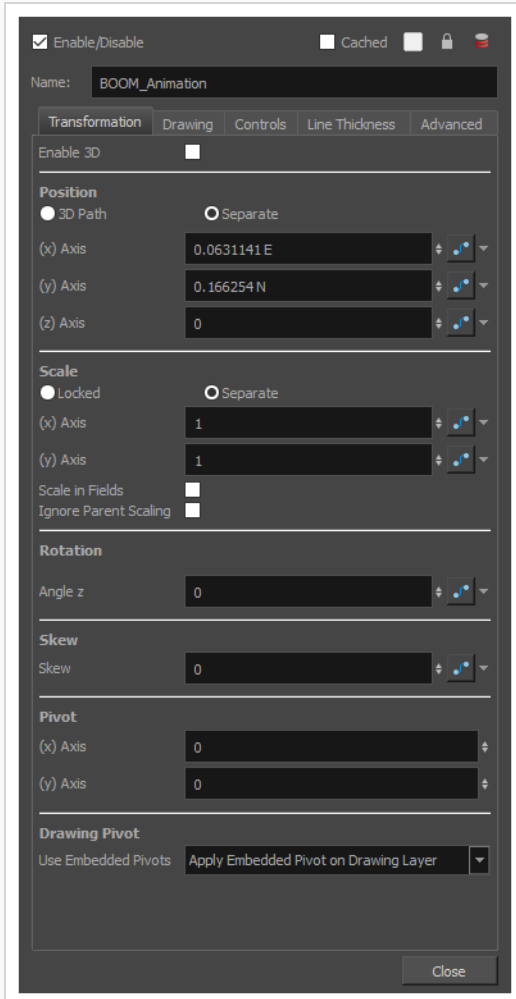 Enable/Disable Cached
Name: BOOM_Animation
Transformation Drawing Controls Line Thickness Advanced
Enable 3D
Position
3D Path Separate
(x) Axis 0.0631141 E
(y) Axis 0.166254 N
(z) Axis 0
Scale
Locked Separate
(x) Axis 1
(y) Axis 1
Scale in Fields
Ignore Parent Scaling
Rotation
Angle z 0
Skew
Skew 0
Pivot
(x) Axis 0
(y) Axis 0
Drawing Pivot
Use Embedded Pivots Apply Embedded Pivot on Drawing Layer
Close